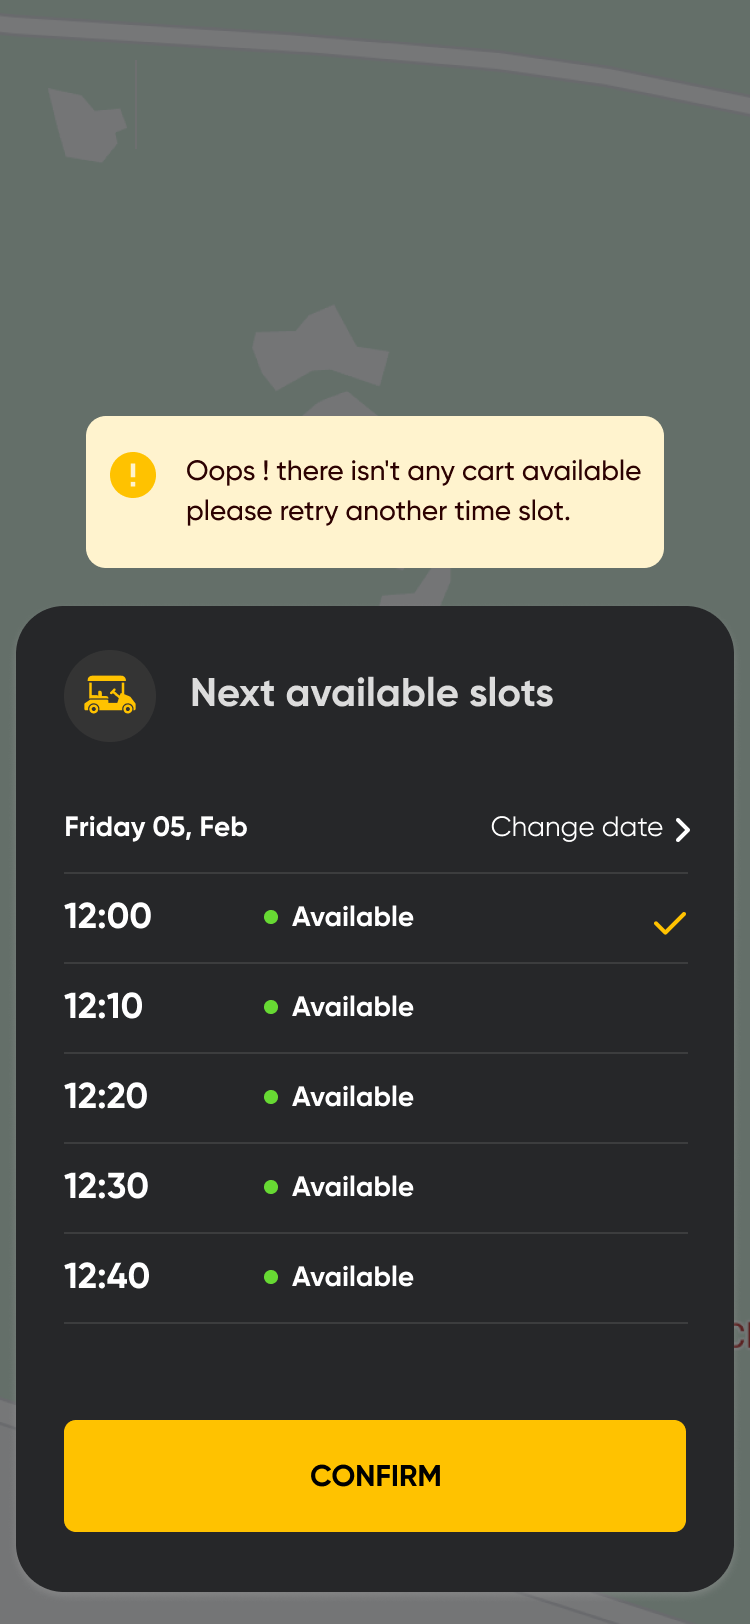 Oops ! there isn't any cart available
please retry another time slot.
Next available slots
Friday 05, Feb Change date
12:00 Available
12:10 Available
12:20 Available
12:30 Available
12:40 Available
CONFIRM